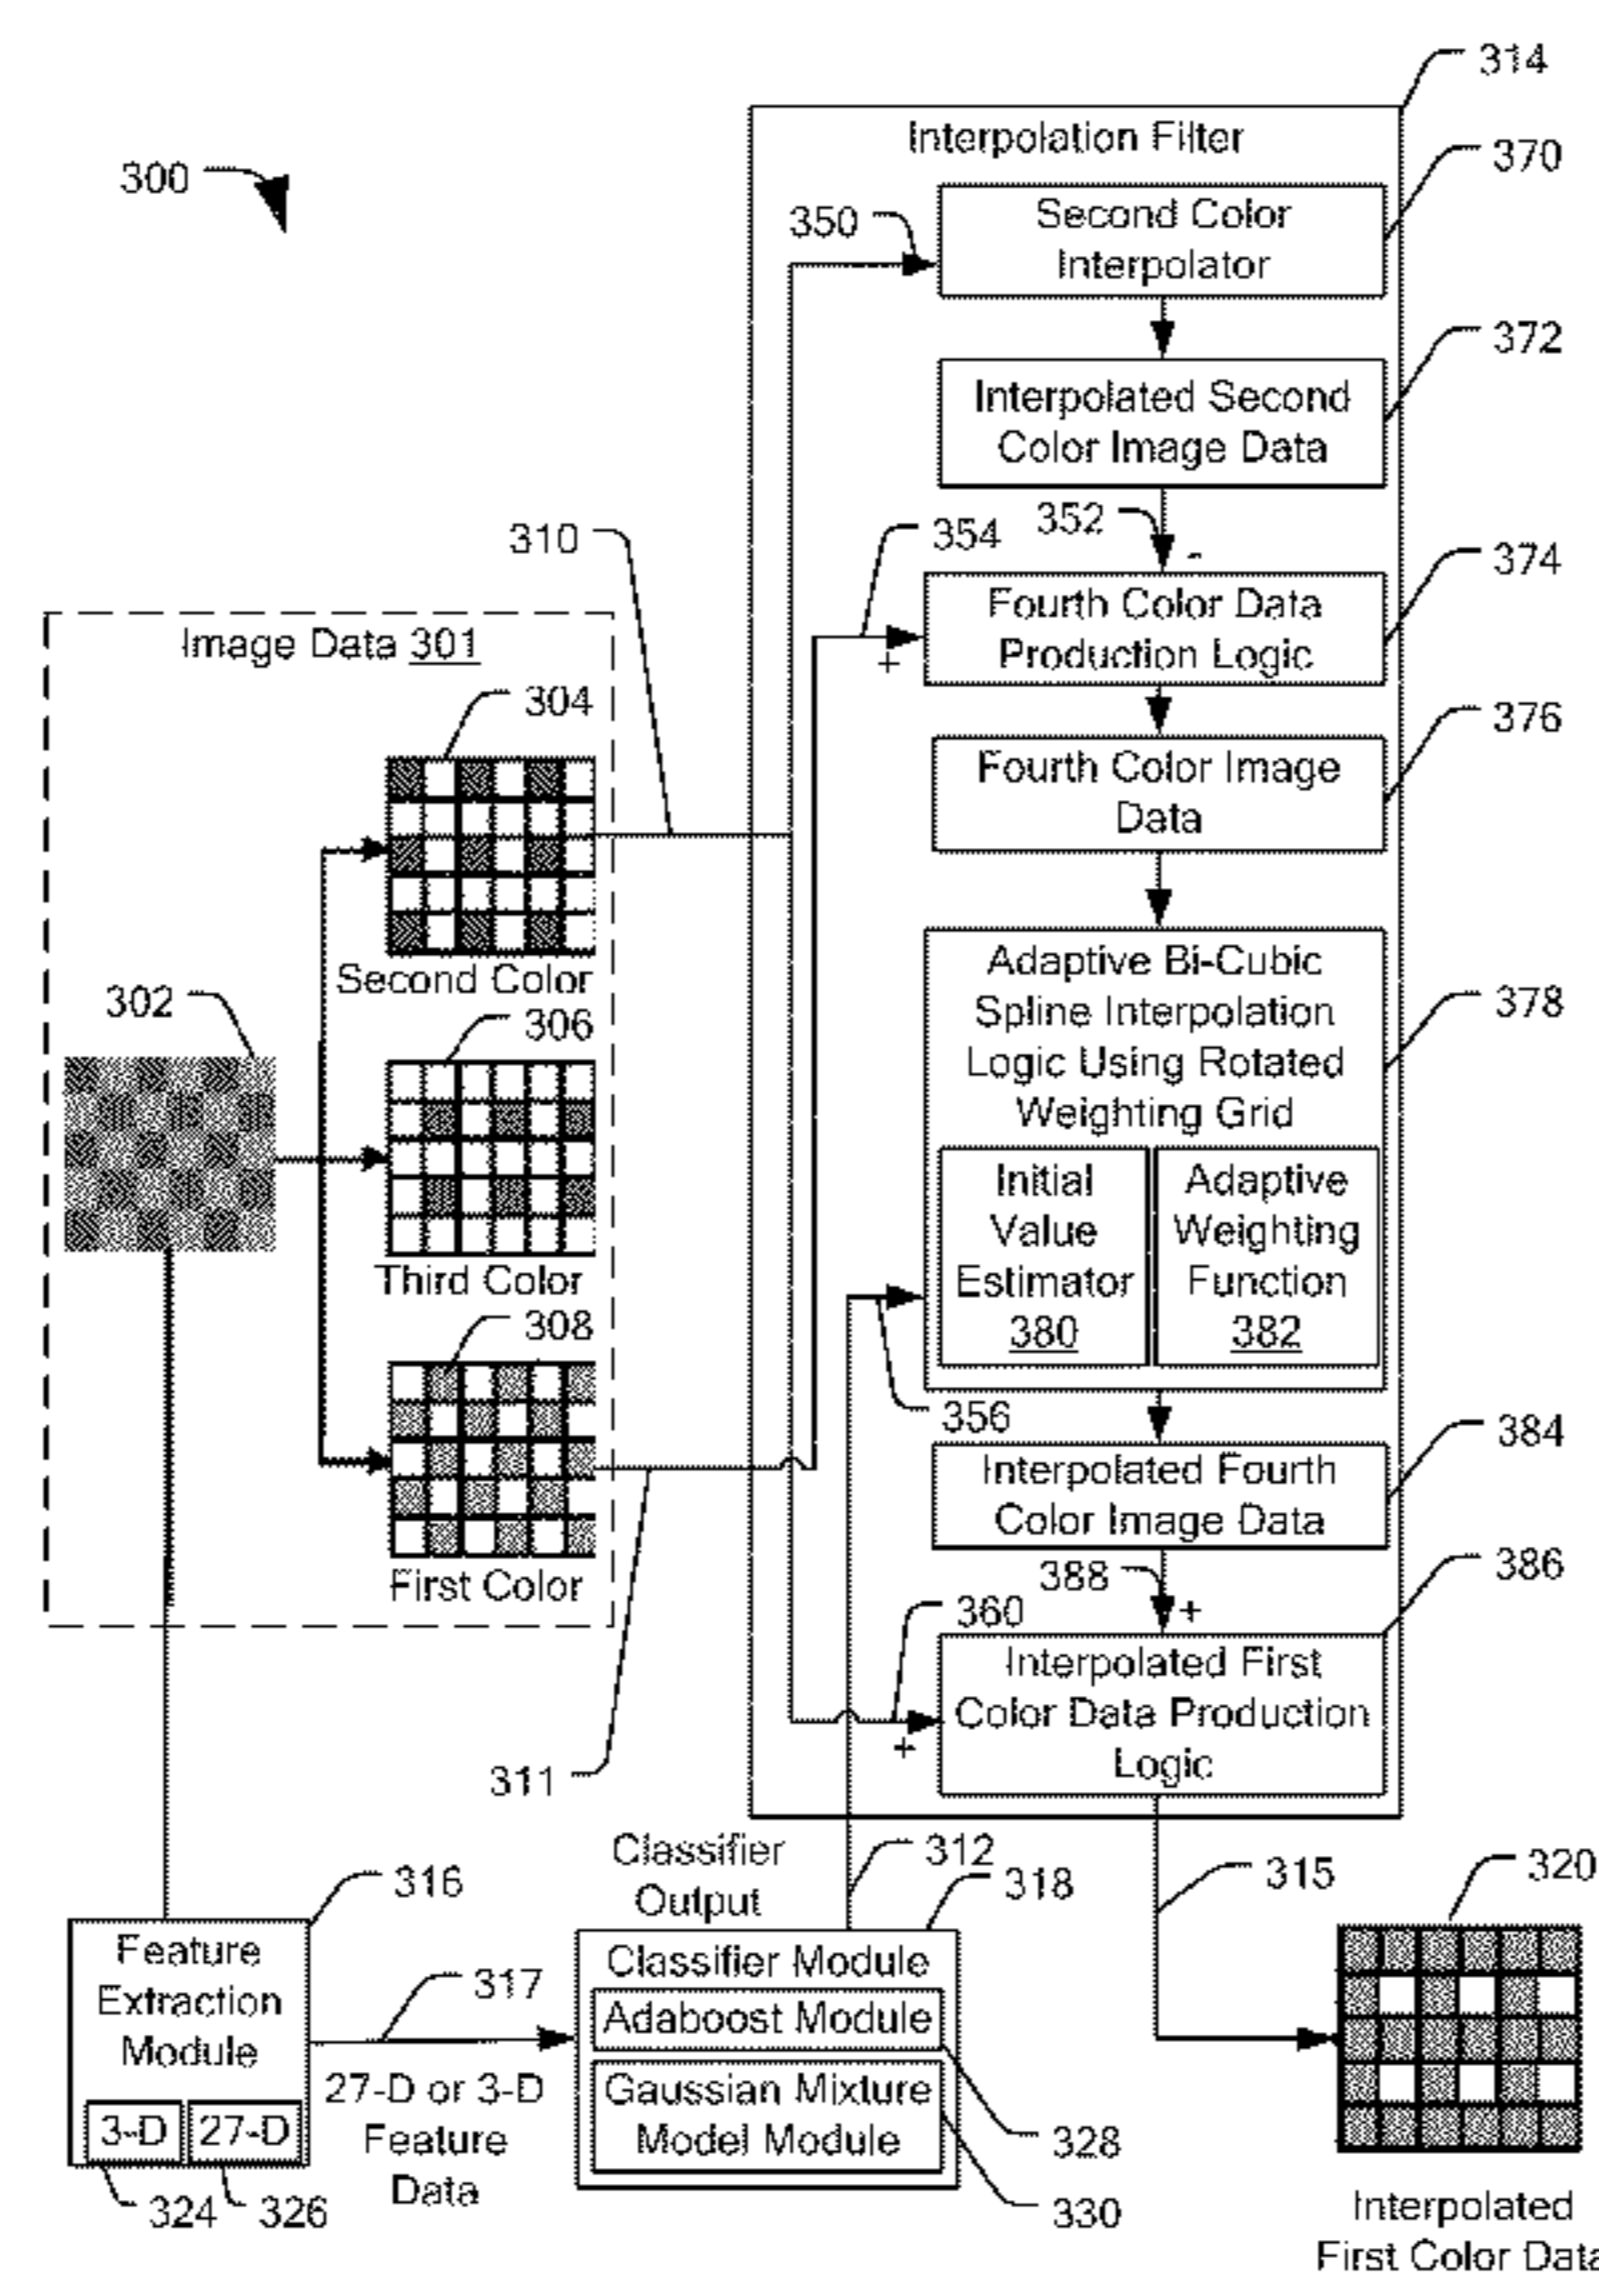 314
Interpolation Filter
370
300
350
Second Color
Interpolator
372
Interpolated Second
Color Image Data
310
354
352
-
374
Fourth Color Data
Production Logic
+
Image Data 301
304
376
Fourth Color Image
Data
Second Color
302
306
Adaptive Bi-Cubic
Spline Interpolation
Logic Using Rotated
Weighting Grid
378
Initial
Value
Estimator
380
Adaptive
Weighting
Function
382
Third Color
308
356
384
Interpolated Fourth
Color Image Data
First Color
388
+
386
360
Interpolated First
Color Data Production
Logic
+
311
Classifier
Output
312
318
315
320
316
Feature
Extraction
Module
3-D
27-D
324
326
317
27-D or 3-D
Feature
Data
Classifier Module
Adaboost Module
Gaussian Mixture
Model Module
328
330
Interpolated
First Color Data